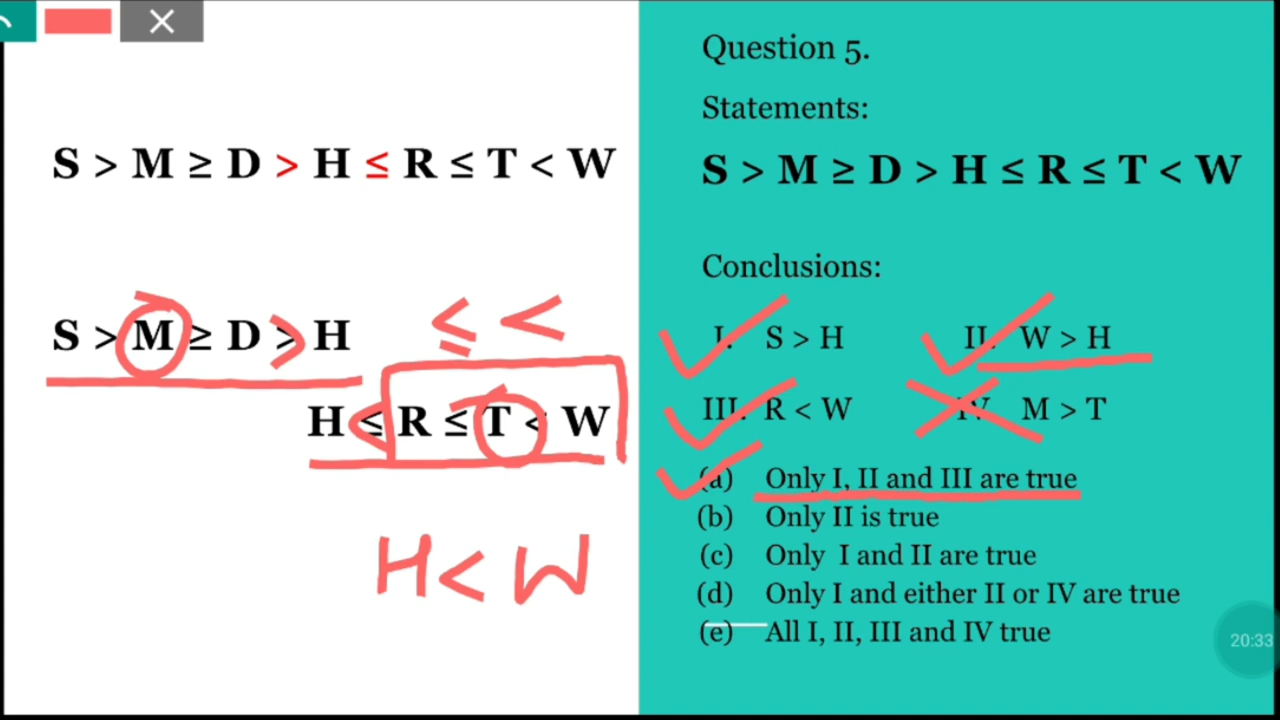 S > M ≥ D > H ≤ R ≤ T < W
S > M ≥ D > H
≤ <
H ≤ R ≤ T < W
H < W
Question 5.
Statements:
S > M ≥ D > H ≤ R ≤ T < W
Conclusions:
I. S > H II. W > H
III. R < W IV. M > T
(a) Only I, II and III are true
(b) Only II is true
(c) Only I and II are true
(d) Only I and either II or IV are true
(e) All I, II, III and IV true
20:33